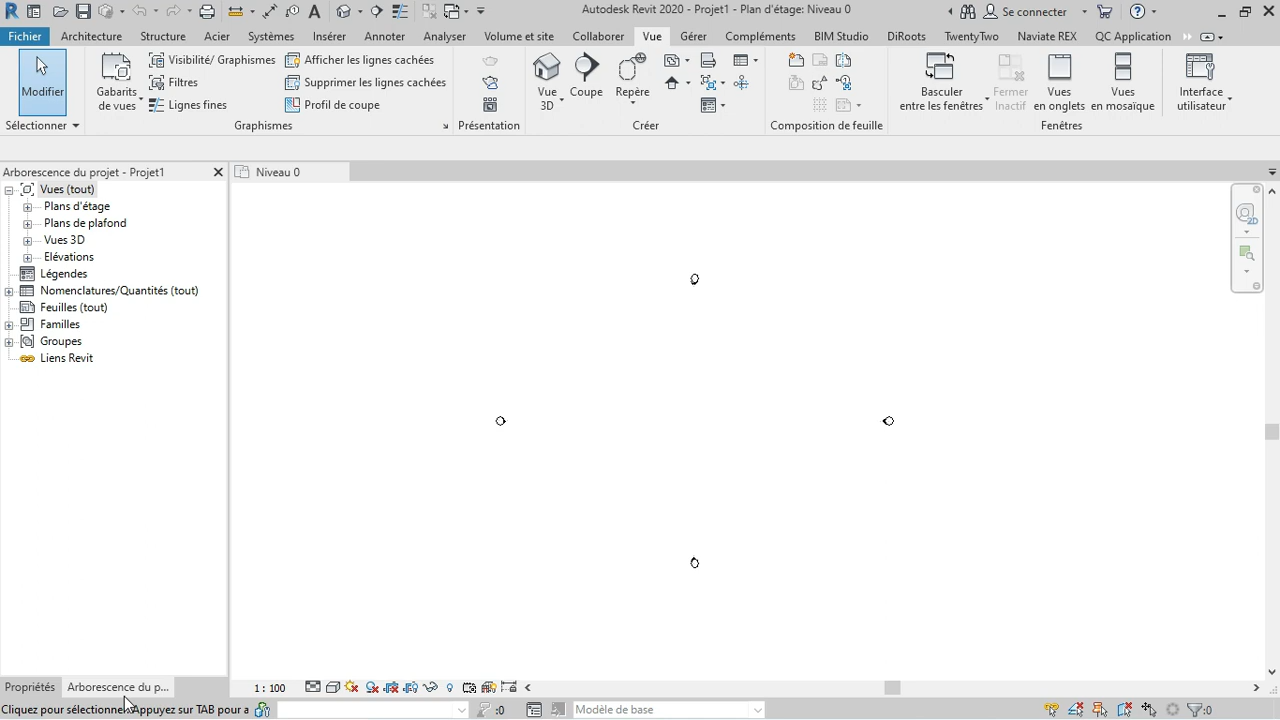 Autodesk Revit 2020 - Projet1 - Plan d'étage: Niveau 0
Se connecter
Fichier Architecture Structure Acier Systèmes Insérer Annoter Analyser Volume et site Collaborer Vue Gérer Compléments BIM Studio DiRoots TwentyTwo Naviate REX QC Application
Modifier
Gabarits de vues
Visibilité/ Graphismes
Filtres
Lignes fines
Afficher les lignes cachées
Supprimer les lignes cachées
Profil de coupe
Vue 3D
Coupe
Repère
Basculer entre les fenêtres
Fermer Inactif
Vues en onglets
Vues en mosaïque
Interface utilisateur
Sélectionner
Graphismes
Présentation
Créer
Composition de feuille
Fenêtres
Arborescence du projet - Projet1
Niveau 0
Vues (tout)
Plans d'étage
Plans de plafond
Vues 3D
Elévations
Légendes
Nomenclatures/Quantités (tout)
Feuilles (tout)
Familles
Groupes
Liens Revit
2D
Propriétés
Arborescence du p...
1 : 100
Cliquez pour sélectionner Appuyez sur TAB pour a
:0
Modèle de base
:0